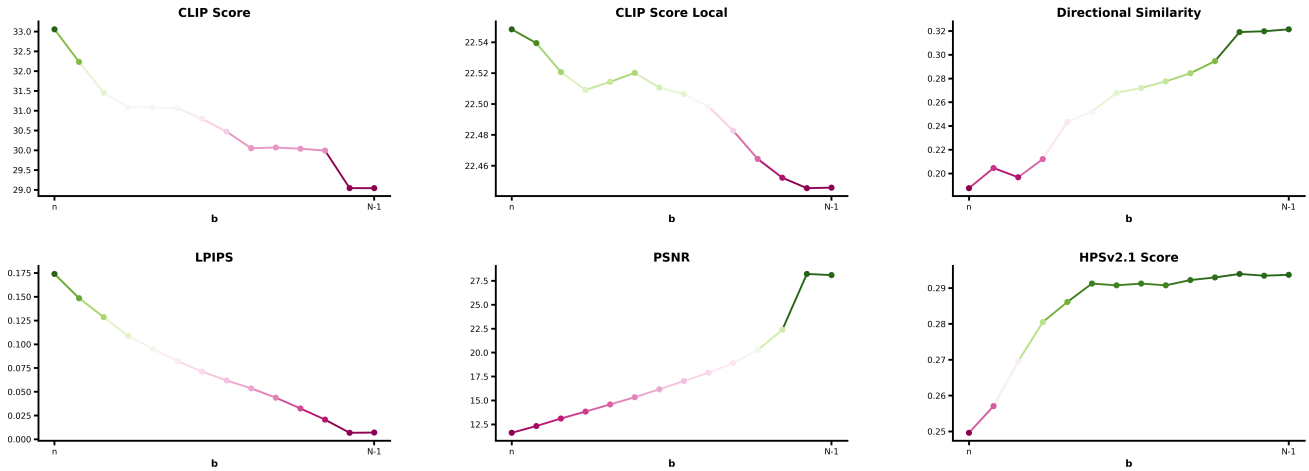 CLIP Score
33.0
32.5
32.0
31.5
31.0
30.5
30.0
29.5
29.0
n
N-1
b
CLIP Score Local
22.54
22.52
22.50
22.48
22.46
n
N-1
b
Directional Similarity
0.32
0.28
0.26
0.24
0.22
0.20
n
N-1
b
LPIPS
0.175
0.150
0.125
0.100
0.075
0.050
0.025
0.000
n
N-1
b
PSNR
27.5
25.0
22.5
20.0
17.5
15.0
12.5
n
N-1
b
HPSv2.1 Score
0.29
0.28
0.27
0.26
0.25
n
N-1
b